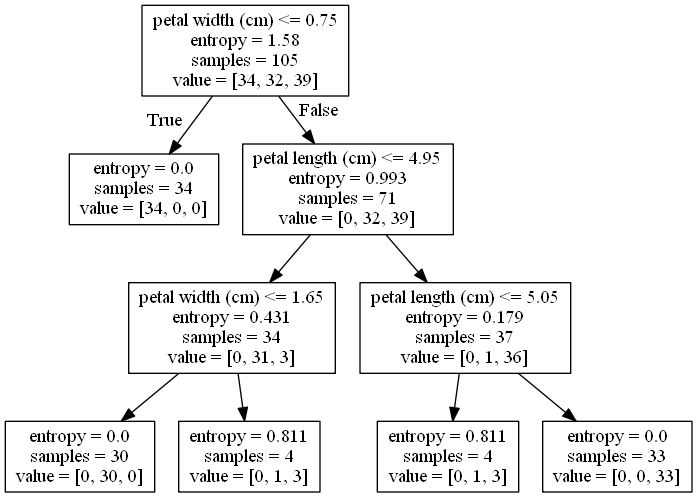 petal width (cm) <= 0.75
entropy = 1.58
samples = 105
value = [34, 32, 39]
True
False
entropy = 0.0
samples = 34
value = [34, 0, 0]
petal length (cm) <= 4.95
entropy = 0.993
samples = 71
value = [0, 32, 39]
petal width (cm) <= 1.65
entropy = 0.431
samples = 34
value = [0, 31, 3]
petal length (cm) <= 5.05
entropy = 0.179
samples = 37
value = [0, 1, 36]
entropy = 0.0
samples = 30
value = [0, 30, 0]
entropy = 0.811
samples = 4
value = [0, 1, 3]
entropy = 0.811
samples = 4
value = [0, 1, 3]
entropy = 0.0
samples = 33
value = [0, 0, 33]